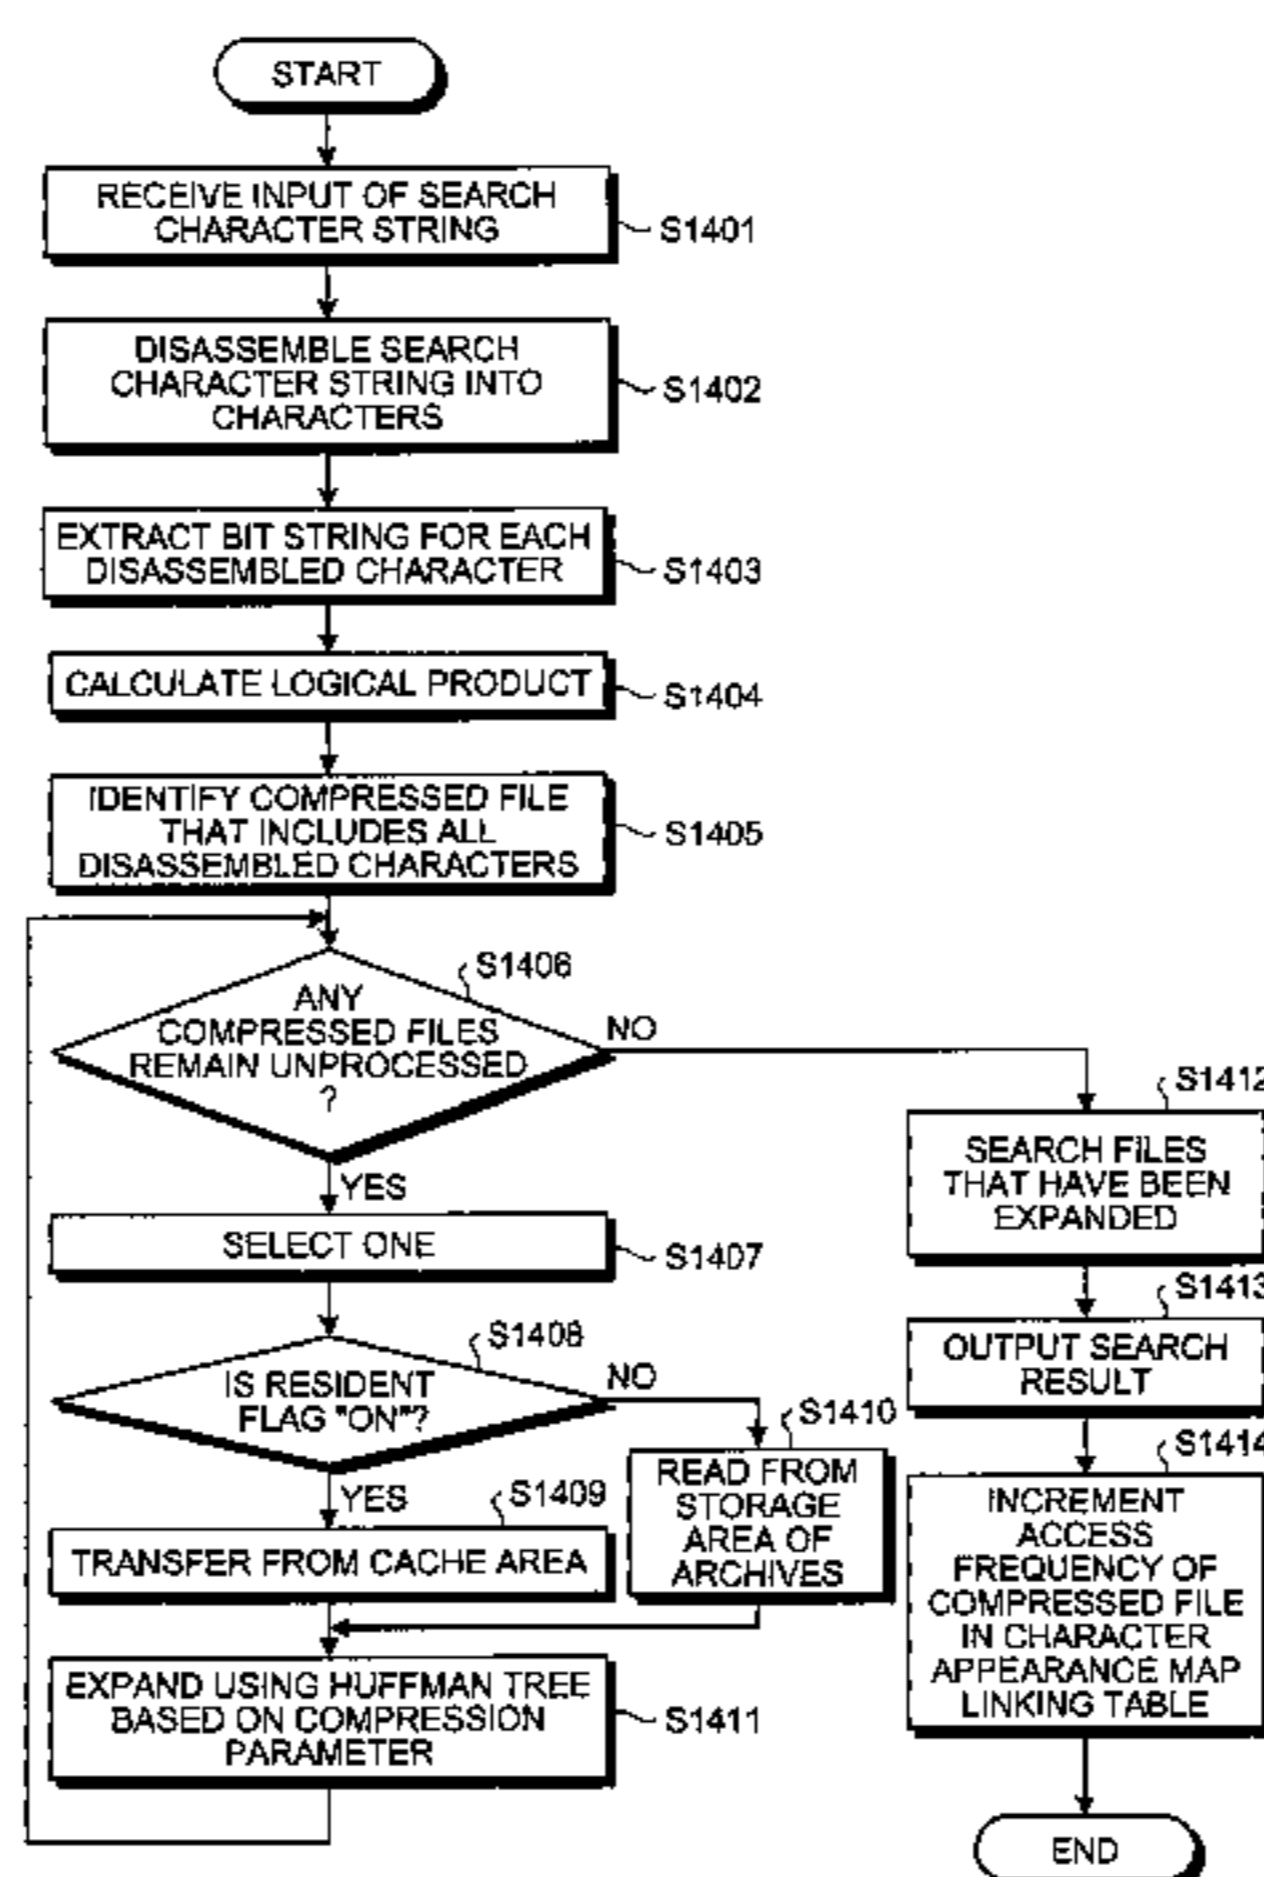 START
RECEIVE INPUT OF SEARCH
CHARACTER STRING
S1401
DISASSEMBLE SEARCH
CHARACTER STRING INTO
CHARACTERS
S1402
EXTRACT BIT STRING FOR EACH
DISASSEMBLED CHARACTER
S1403
CALCULATE LOGICAL PRODUCT
S1404
IDENTIFY COMPRESSED FILE
THAT INCLUDES ALL
DISASSEMBLED CHARACTERS
S1405
S1406
ANY
COMPRESSED FILES
REMAIN UNPROCESSED
?
NO
YES
SELECT ONE
S1407
S1408
IS RESIDENT
FLAG "ON"?
NO
YES
S1409
TRANSFER FROM CACHE AREA
S1410
READ FROM
STORAGE
AREA OF
ARCHIVES
EXPAND USING HUFFMAN TREE
BASED ON COMPRESSION
PARAMETER
S1411
S1412
SEARCH FILES
THAT HAVE BEEN
EXPANDED
S1413
OUTPUT SEARCH
RESULT
S1414
INCREMENT
ACCESS
FREQUENCY OF
COMPRESSED FILE
IN CHARACTER
APPEARANCE MAP
LINKING TABLE
END